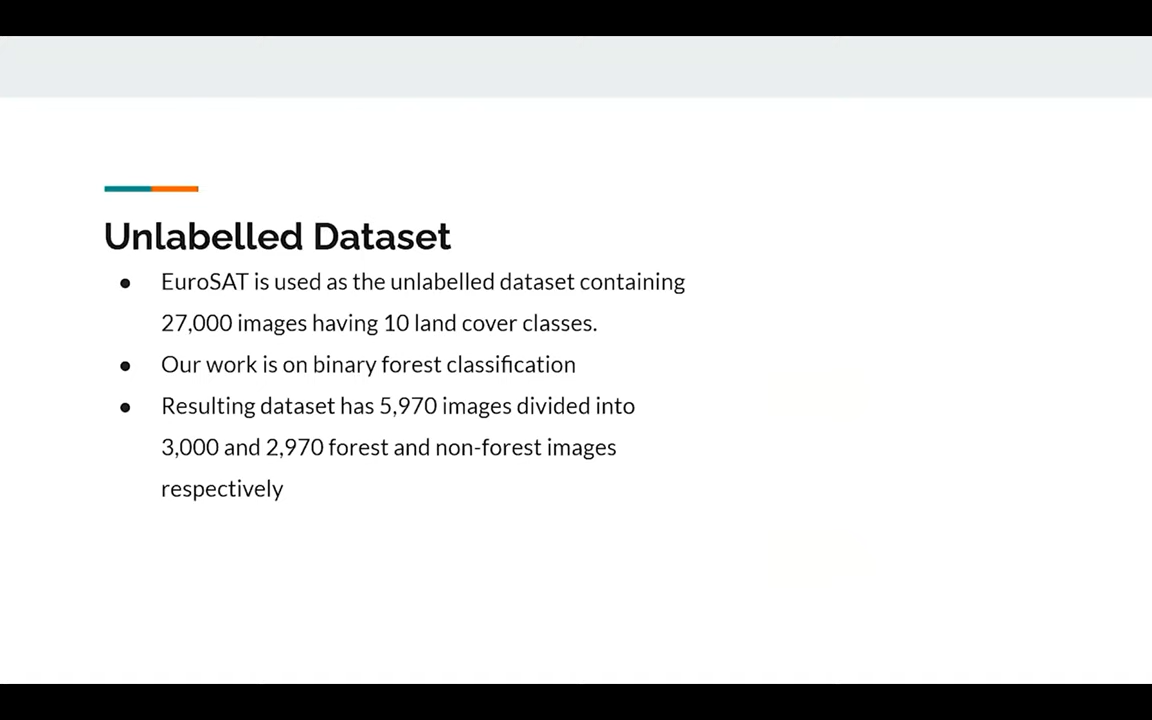 Unlabelled Dataset
● EuroSAT is used as the unlabelled dataset containing
27,000 images having 10 land cover classes.
● Our work is on binary forest classification
● Resulting dataset has 5,970 images divided into
3,000 and 2,970 forest and non-forest images
respectively